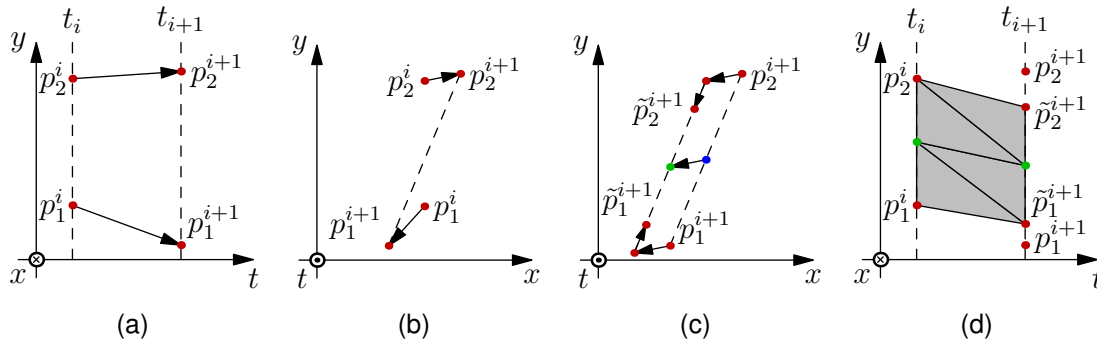 t_i t_{i+1}
y
p_2^i p_2^{i+1}
p_1^i
p_1^{i+1}
x t
(a)
y
p_2^i p_2^{i+1}
p_1^{i+1} p_1^i
t x
(b)
y
p_2^{i+1}
p̃_2^{i+1}
p̃_1^{i+1}
p_1^{i+1}
t x
(c)
t_i t_{i+1}
y
p_2^i p_2^{i+1}
p̃_2^{i+1}
p_1^i p̃_1^{i+1}
p_1^{i+1}
x t
(d)